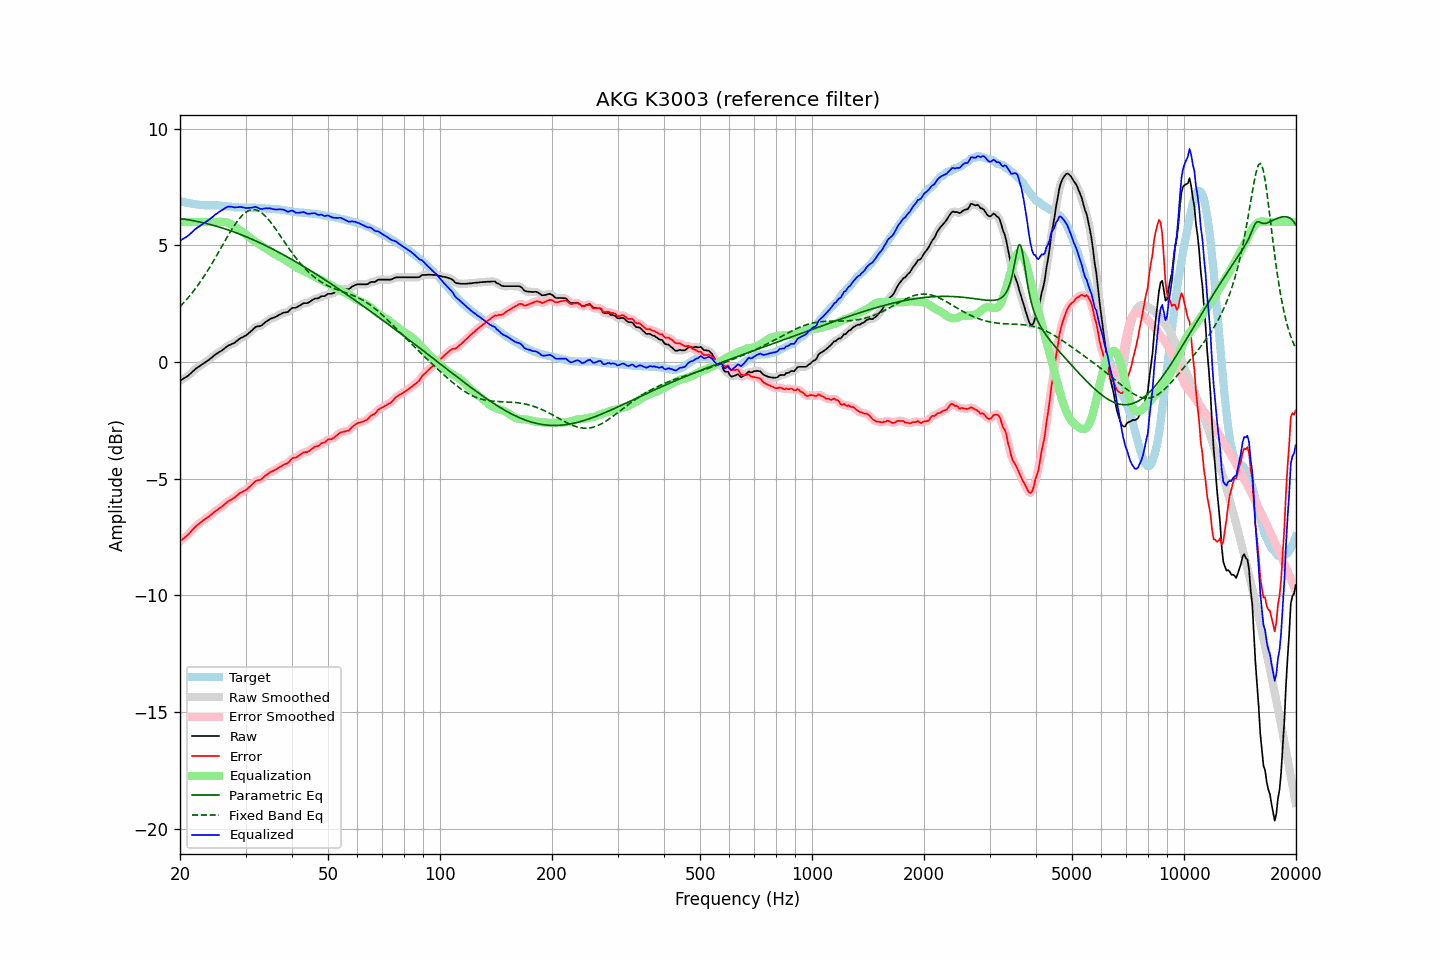 AKG K3003 (reference filter)
10
5
0
−5
−10
−15
−20
Amplitude (dBr)
Target
Raw Smoothed
Error Smoothed
Raw
Error
Equalization
Parametric Eq
Fixed Band Eq
Equalized
20 50 100 200 500 1000 2000 5000 10000 20000
Frequency (Hz)